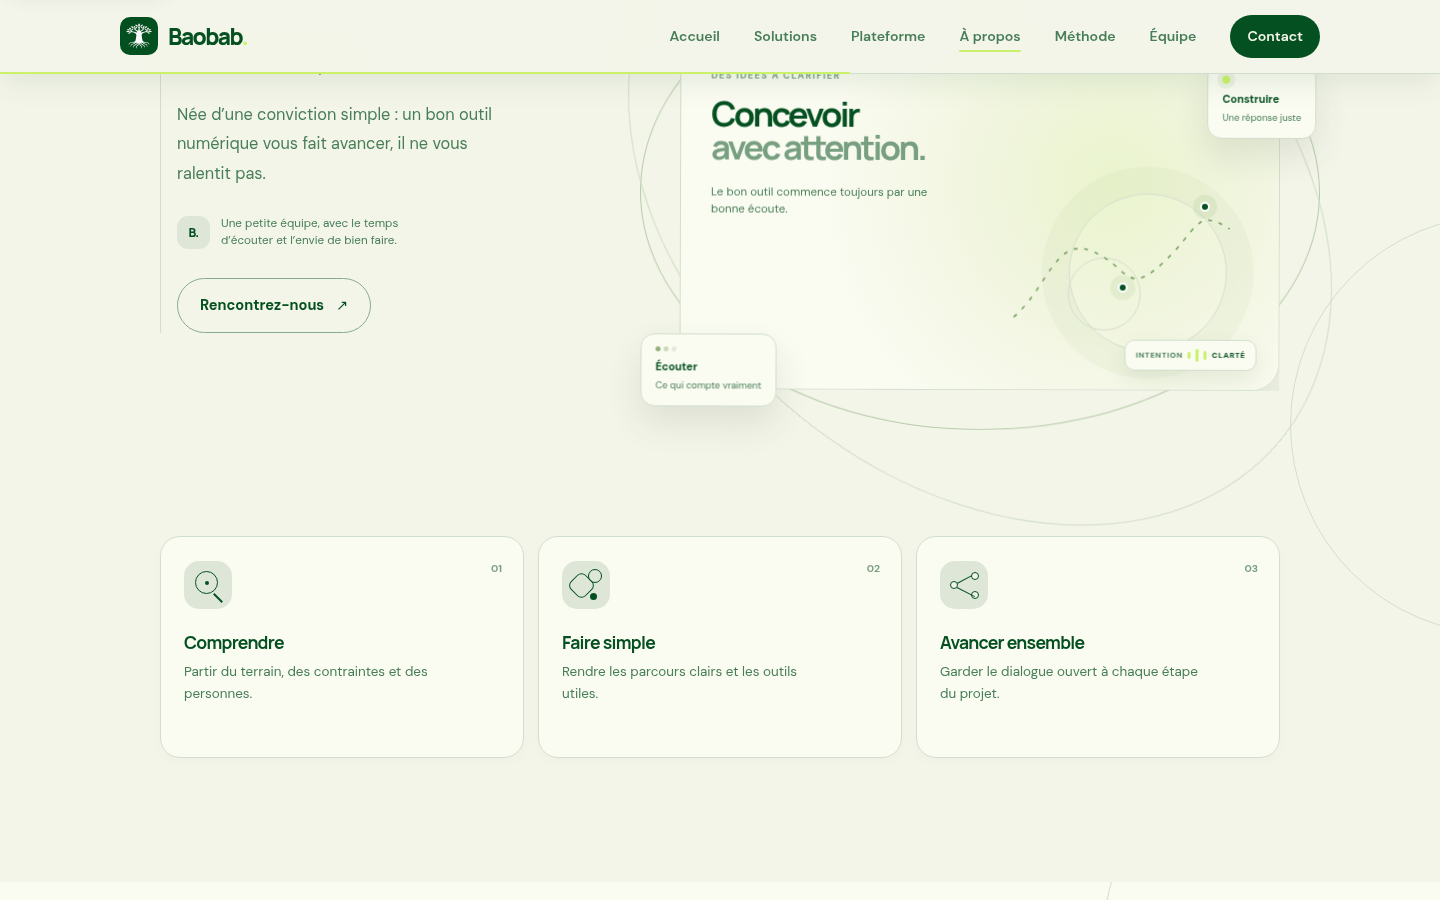 Baobab.
Accueil
Solutions
Plateforme
À propos
Méthode
Équipe
Contact
Née d’une conviction simple : un bon outil
numérique vous fait avancer, il ne vous
ralentit pas.
B.
Une petite équipe, avec le temps
d’écouter et l’envie de bien faire.
Rencontrez-nous ↗
DES IDÉES À CLARIFIER
Concevoir
avec attention.
Le bon outil commence toujours par une
bonne écoute.
Construire
Une réponse juste
INTENTION
CLARTÉ
Écouter
Ce qui compte vraiment
01
Comprendre
Partir du terrain, des contraintes et des
personnes.
02
Faire simple
Rendre les parcours clairs et les outils
utiles.
03
Avancer ensemble
Garder le dialogue ouvert à chaque étape
du projet.